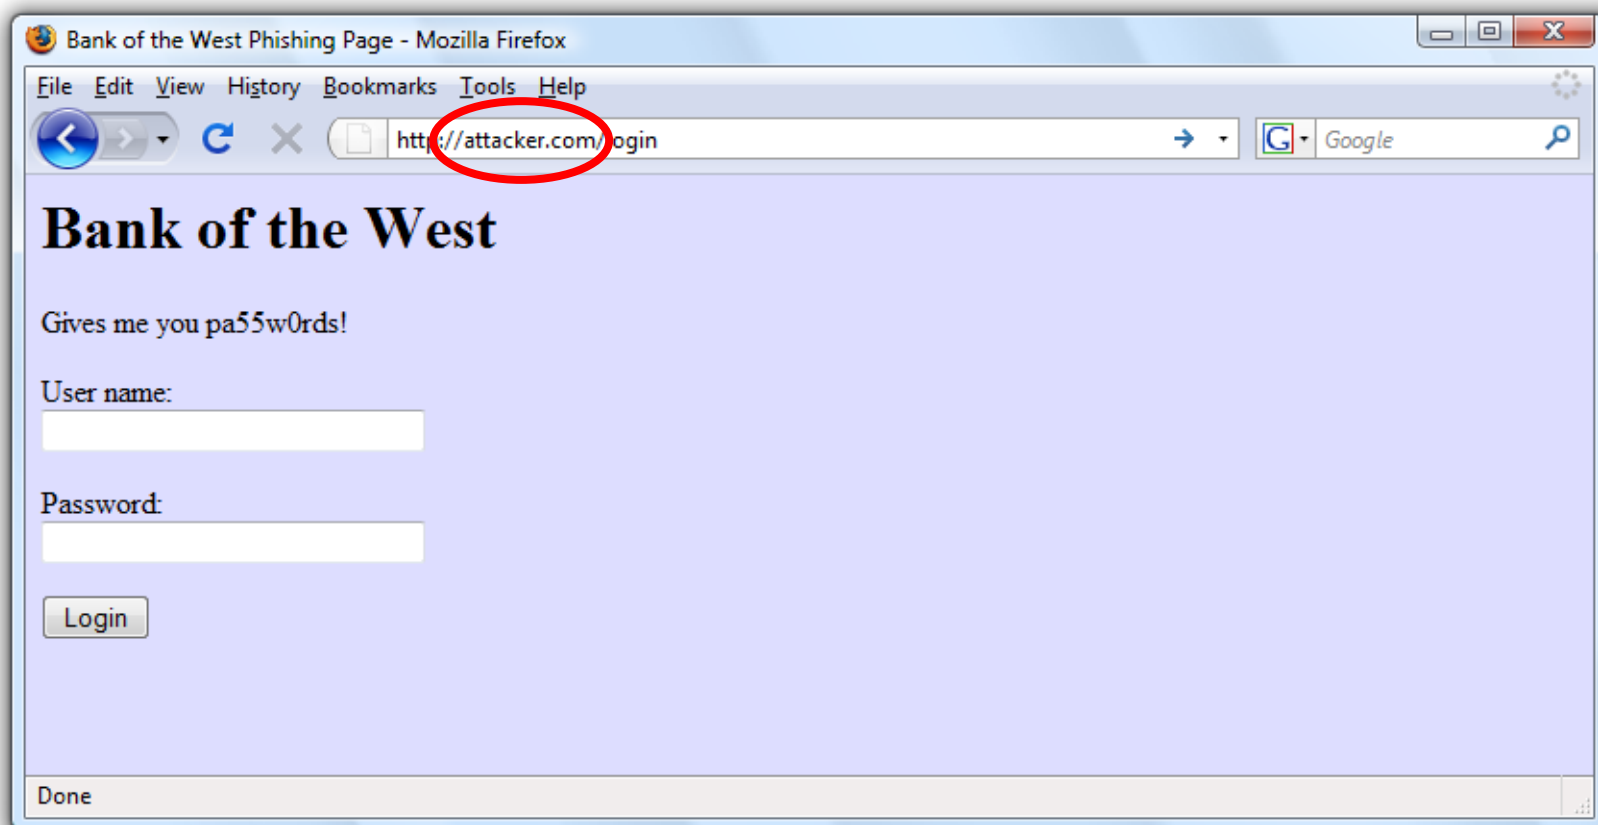 Bank of the West Phishing Page - Mozilla Firefox
File Edit View History Bookmarks Tools Help
http://attacker.com/login G Google
Bank of the West
Gives me you pa55w0rds!
User name:
Password:
Login
Done